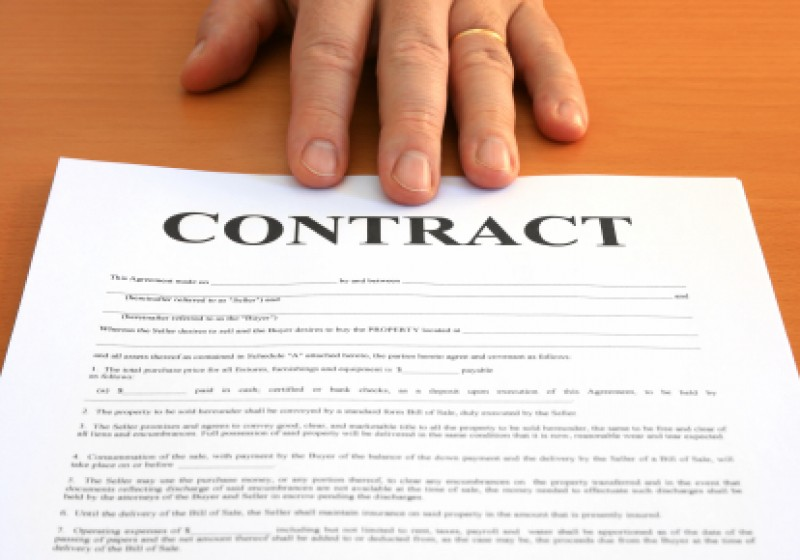 CONTRACT
This Agreement made on ____________ by and between ____________
____________ and
(hereinafter referred to as "Seller") and
____________
(hereinafter referred to as the "Buyer")
Whereas the Seller desires to sell and the Buyer desires to buy the PROPERTY located at ____________
____________
and all assets thereof as contained in Schedule "A" attached hereto, the parties hereto agree and covenant as follows:
1. The total purchase price for all fixtures, furnishings and equipment is $____________ payable
as follows:
(a) $____________ paid in cash; certified or bank checks, as a deposit upon execution of this Agreement, to be held by
____________
2. The property to be sold hereunder shall be conveyed by a standard form Bill of Sale, duly executed by the Seller.
3. The Seller promises and agrees to convey good, clear, and marketable title to all the property to be sold hereunder, the same to be free and clear of
all liens and encumbrances. Full possession of said property will be delivered in the same condition that it is now, reasonable wear and tear expected.
4. Consummation of the sale, with payment by the Buyer of the balance of the down payment and the delivery by the Seller of a Bill of Sale, will
take place on or before ____________
5. The Seller may use the purchase money, or any portion thereof, to clear any encumbrances on the property transferred and in the event that
documents reflecting discharge of said encumbrances are not available at the time of sale, the money needed to effectuate such discharges shall be
held by the attorneys of the Buyer and Seller in escrow pending the discharges.
6. Until the delivery of the Bill of Sale, the Seller shall maintain insurance on said property in the amount that is presently insured.
7. Operating expenses of $____________ including but not limited to rent, taxes, payroll and water shall be apportioned as of the date of the
passing of papers and the net amount thereof shall be added to or deducted from, as the case may be, the proceeds due from the Buyer at the time of
delivery of the Bill of Sale